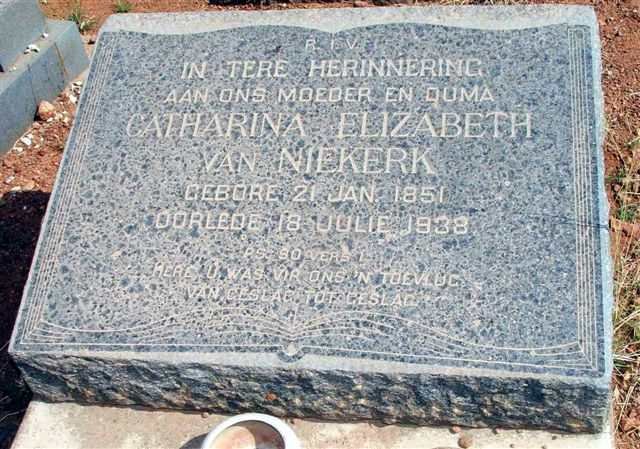 R.I.V.
IN TERE HERINNERING
AAN ONS MOEDER EN OUMA
CATHARINA ELIZABETH
VAN NIEKERK
GEBORE 21 JAN. 1851
OORLEDE 18 JULIE 1938
PS. 90 VERS 1
HERE, U WAS VIR ONS 'N TOEVLUG
VAN GESLAG TOT GESLAG